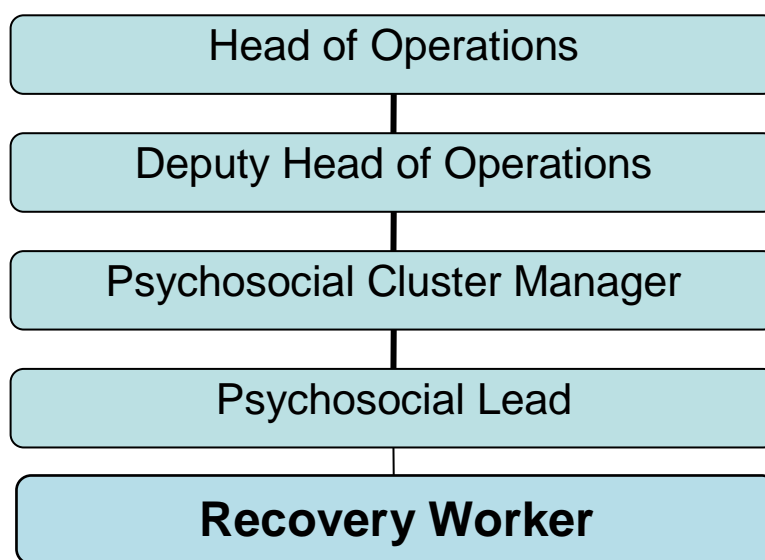 Head of Operations
Deputy Head of Operations
Psychosocial Cluster Manager
Psychosocial Lead
Recovery Worker